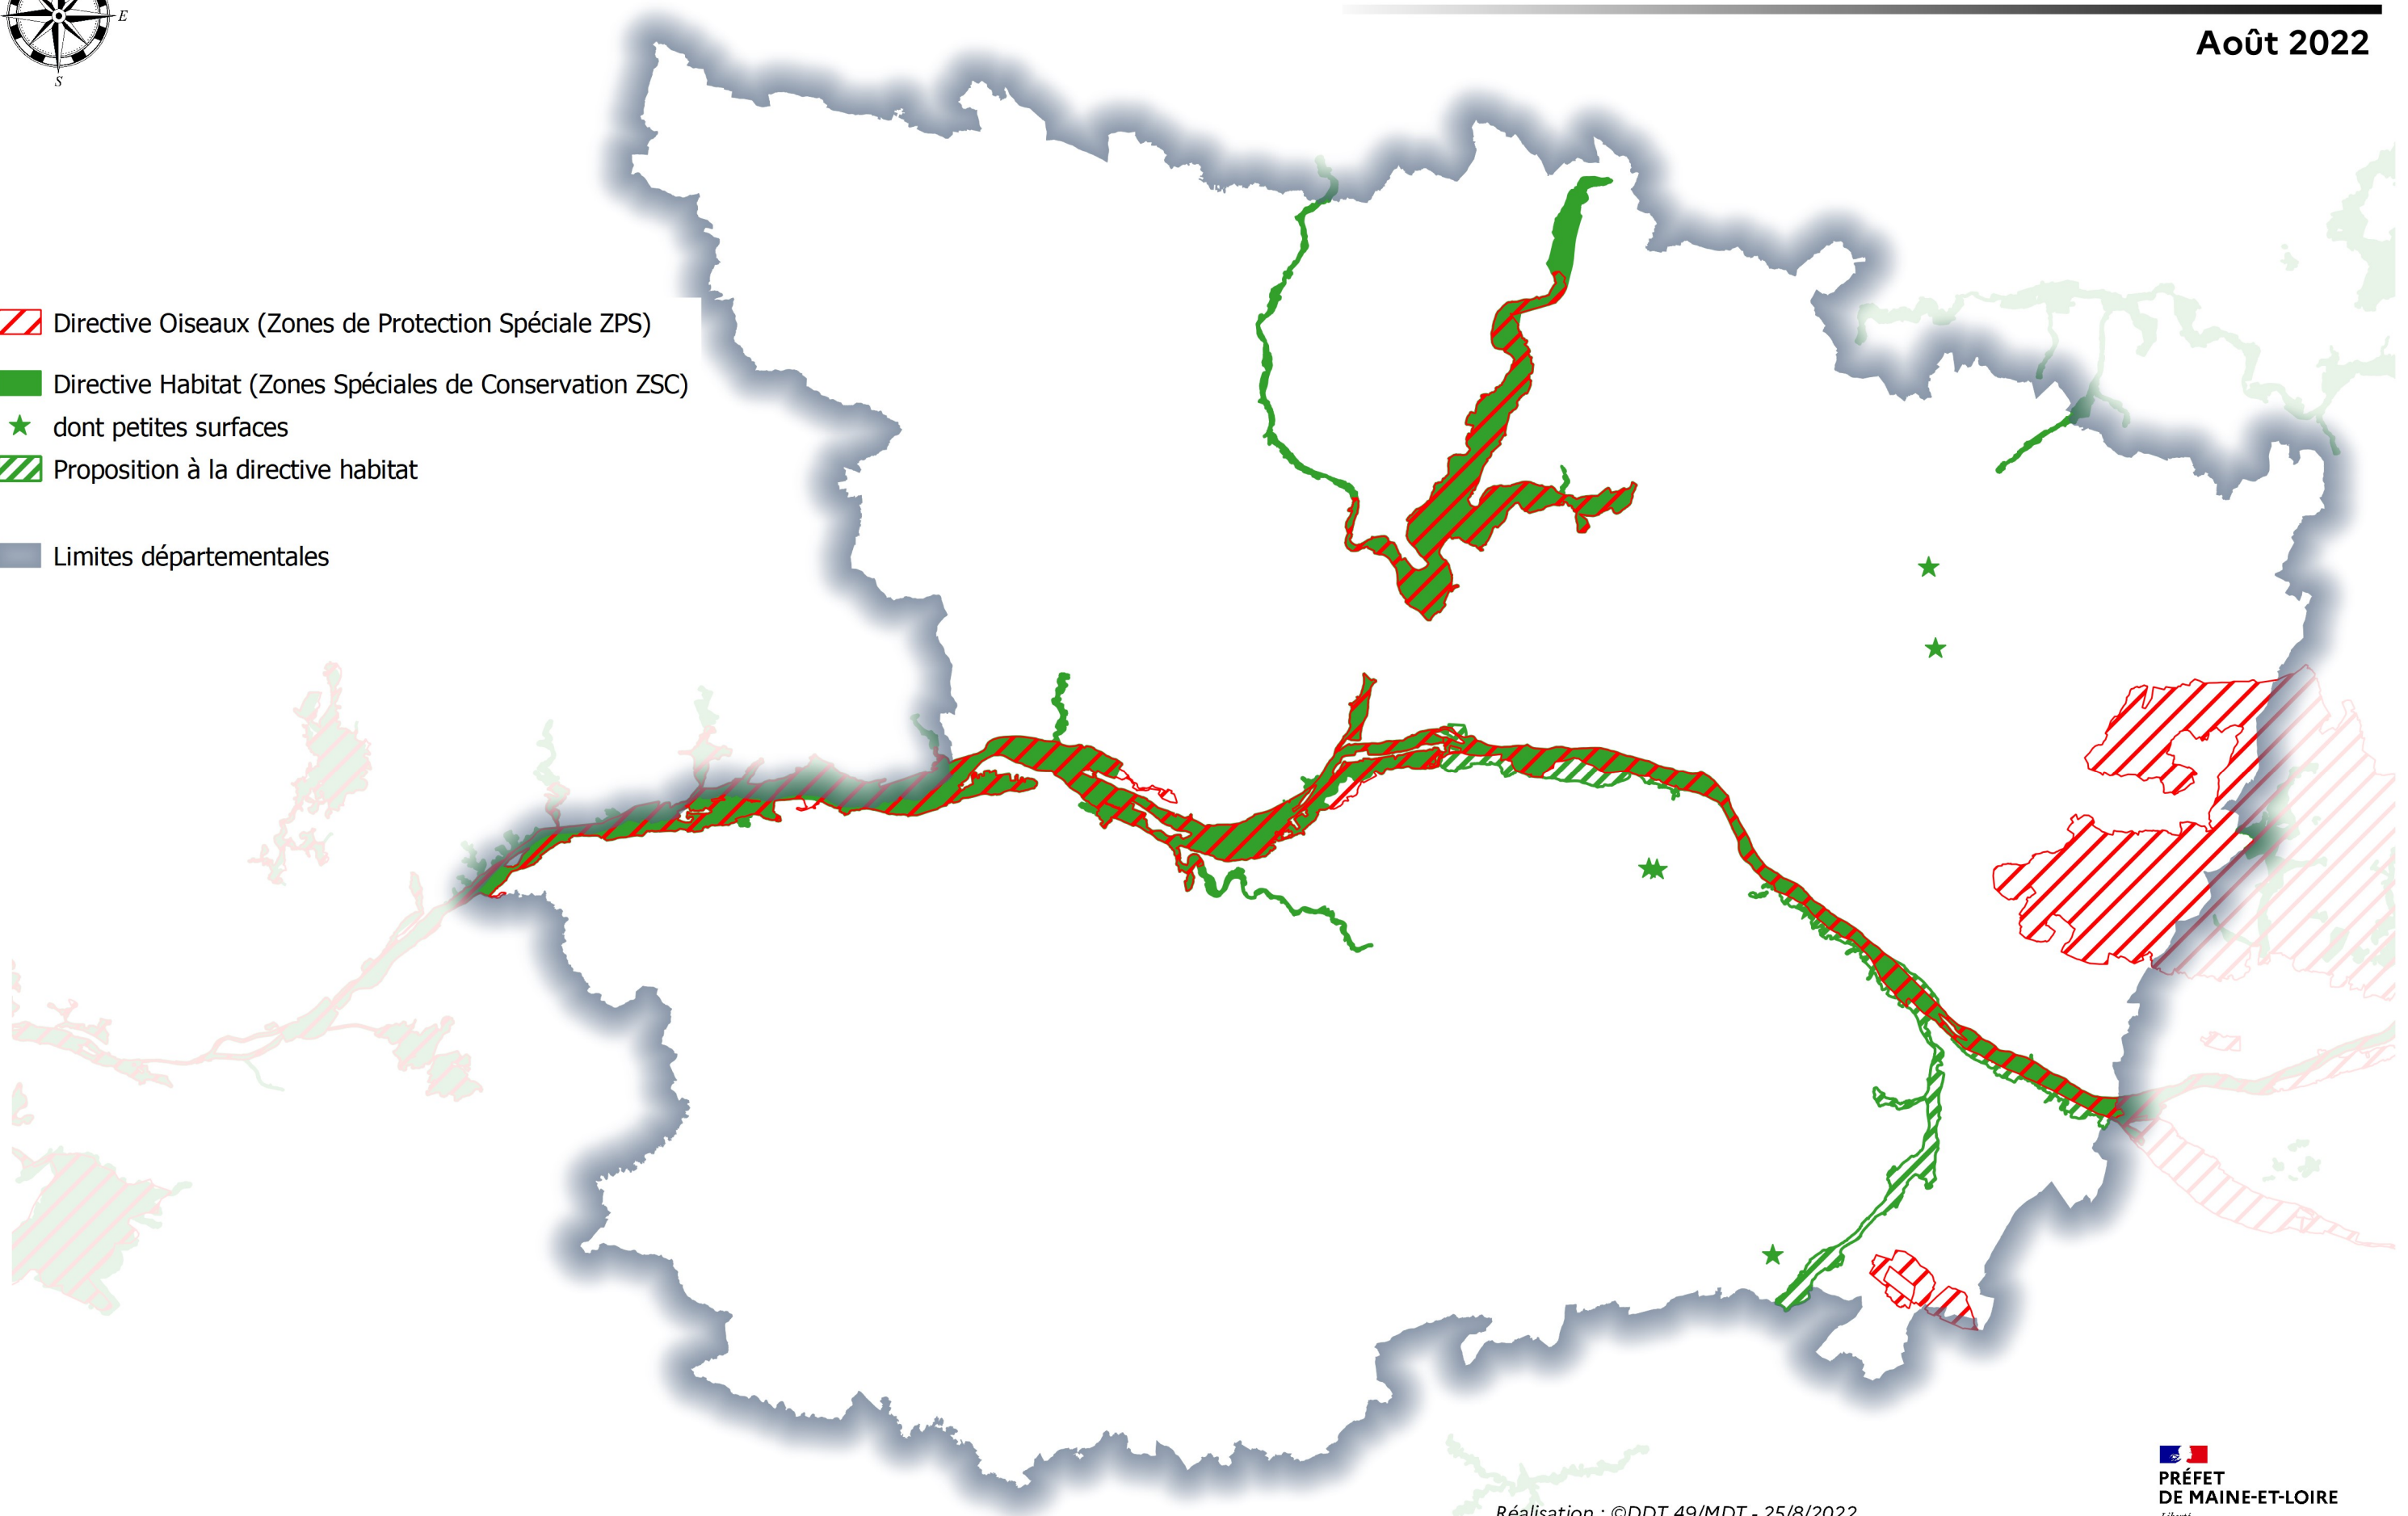 E
S
Août 2022
Directive Oiseaux (Zones de Protection Spéciale ZPS)
Directive Habitat (Zones Spéciales de Conservation ZSC)
dont petites surfaces
Proposition à la directive habitat
Limites départementales
PRÉFET
DE MAINE-ET-LOIRE
Liberté
Réalisation : ©DDT 49/MDT - 25/8/2022